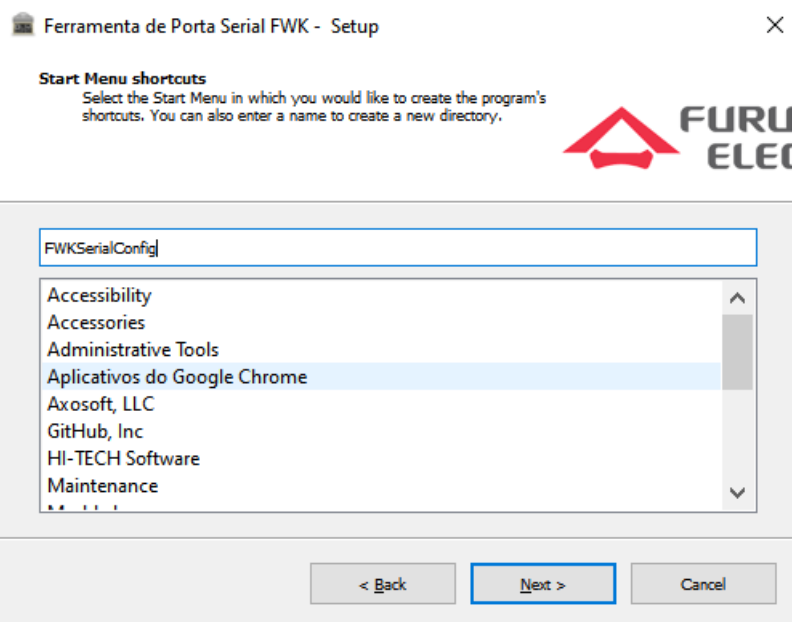 Ferramenta de Porta Serial FWK - Setup
Start Menu shortcuts
Select the Start Menu in which you would like to create the program's
shortcuts. You can also enter a name to create a new directory.
FURU
ELEC
FWKSerialConfig
Accessibility
Accessories
Administrative Tools
Aplicativos do Google Chrome
Axosoft, LLC
GitHub, Inc
HI-TECH Software
Maintenance
< Back
Next >
Cancel